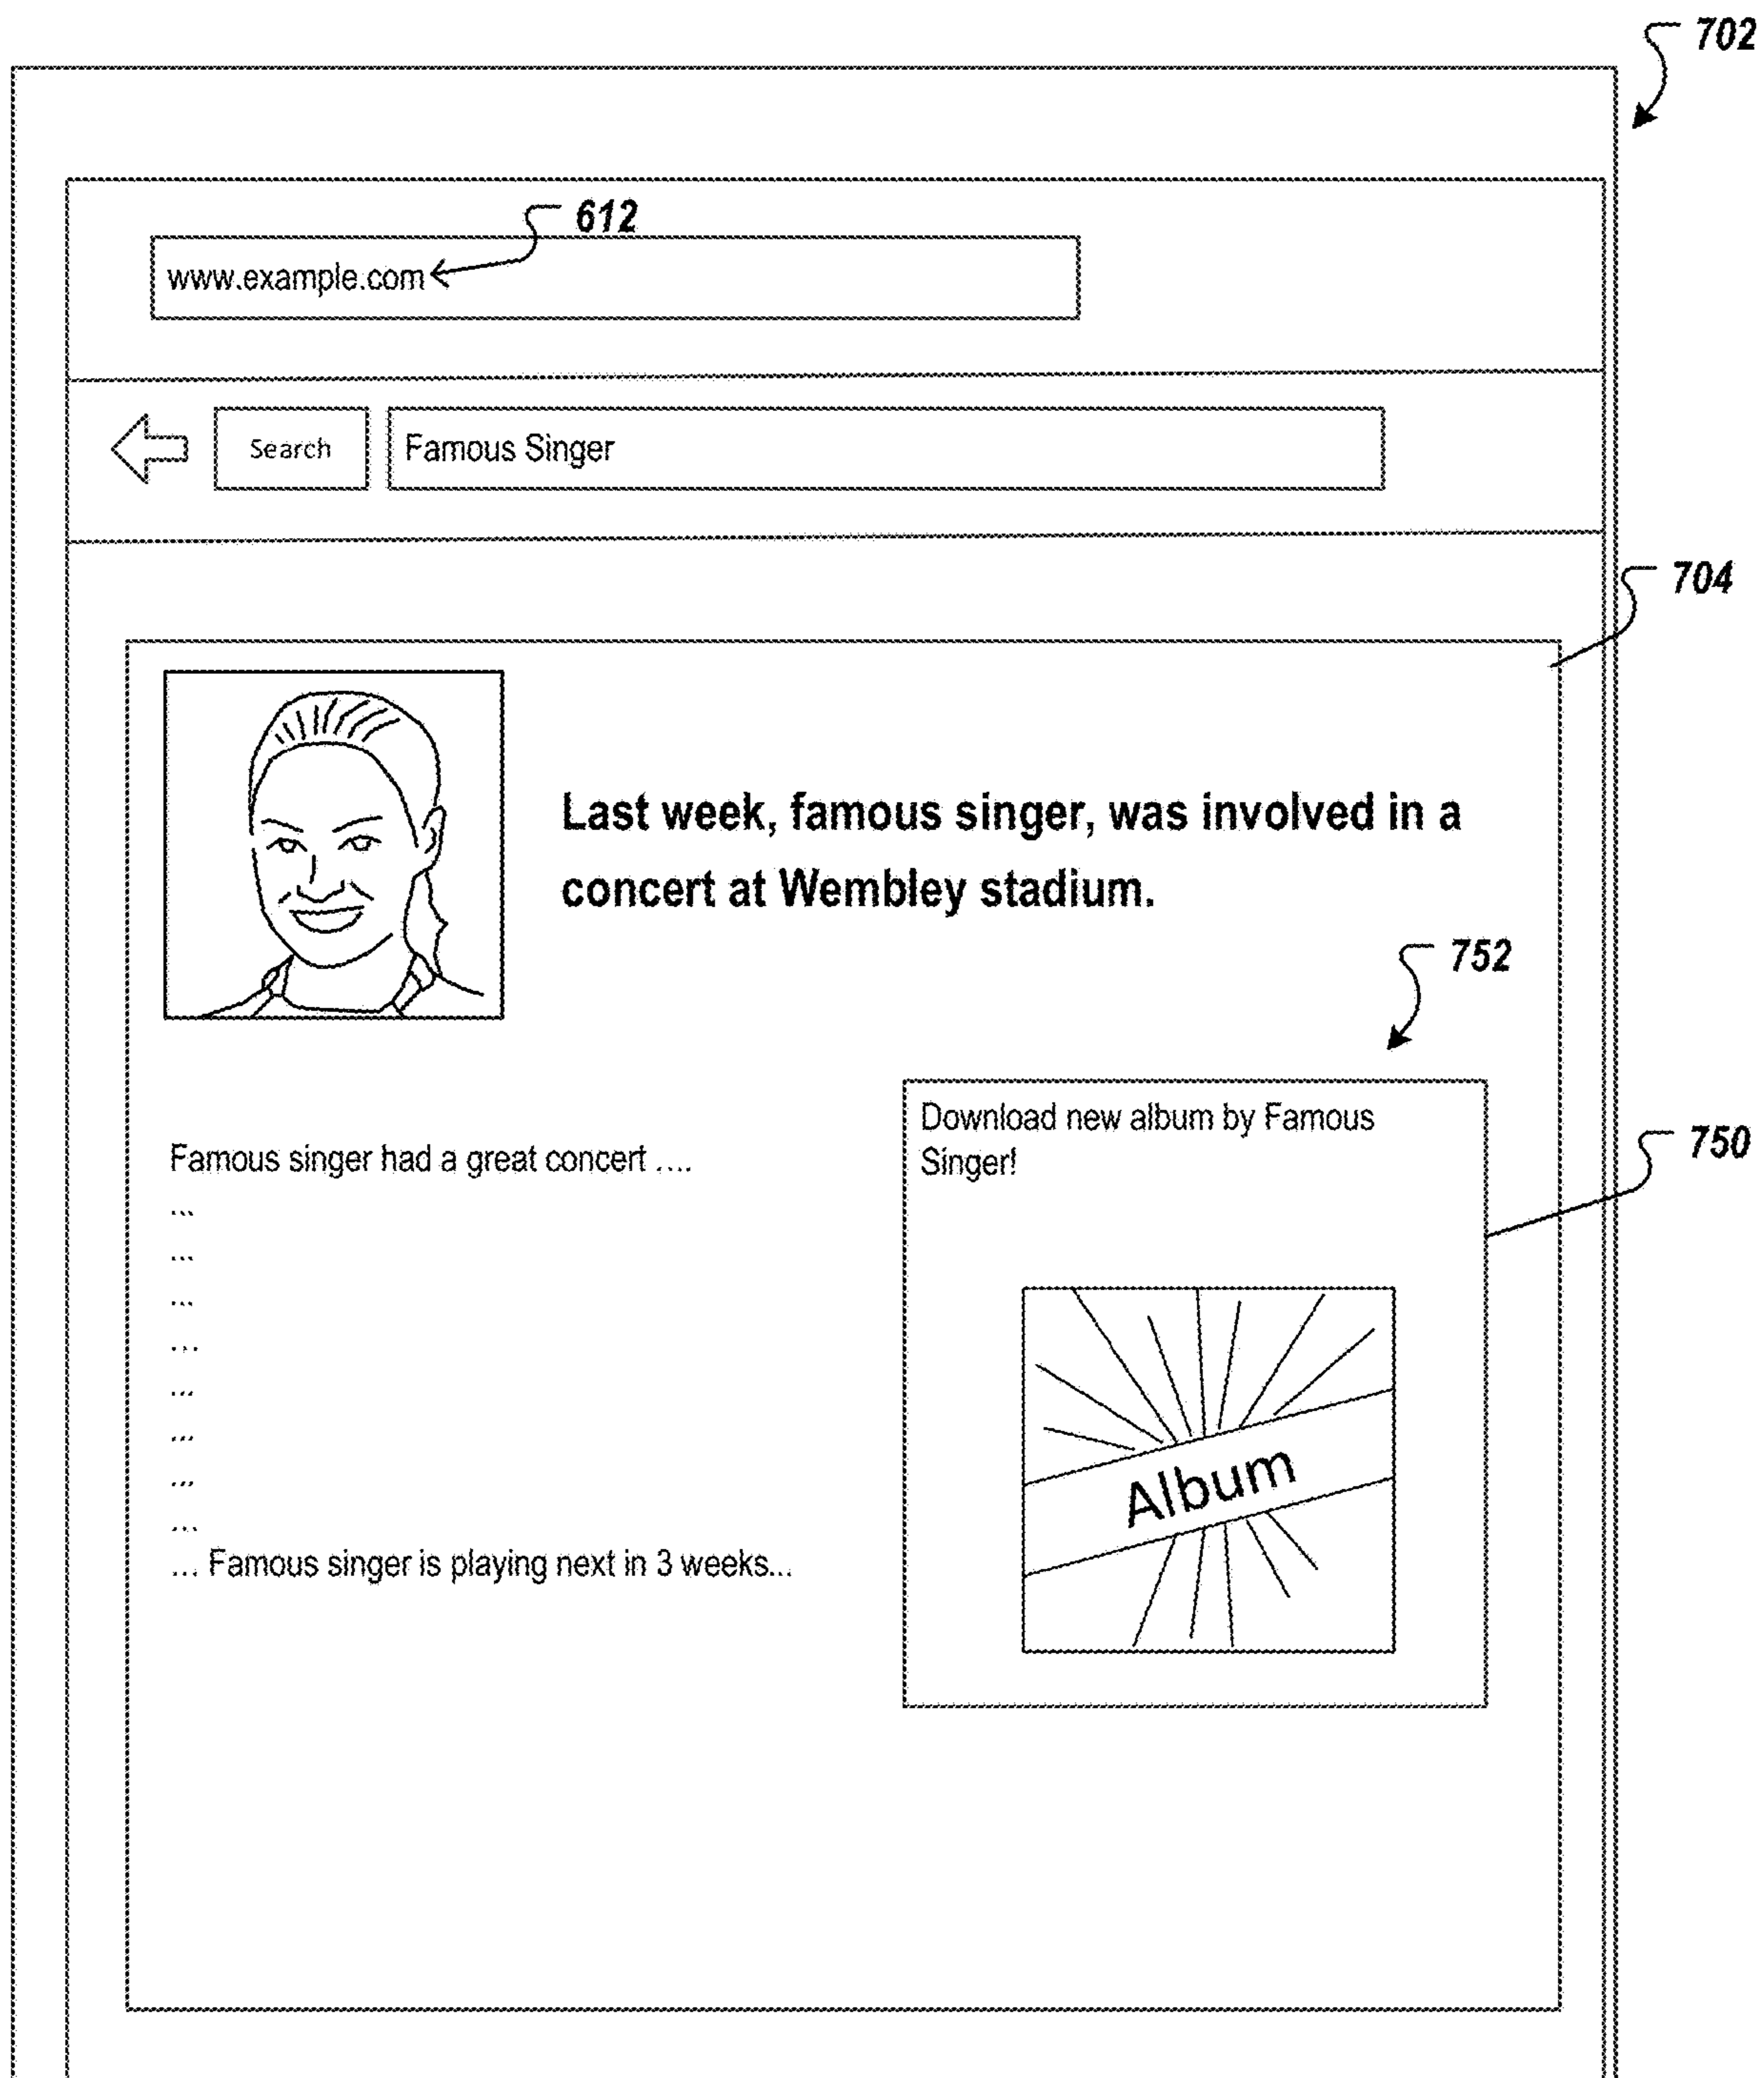 702
612
www.example.com
Search
Famous Singer
704
Last week, famous singer, was involved in a
concert at Wembley stadium.
752
Download new album by Famous
Singer!
750
Famous singer had a great concert ....
...
...
...
...
...
...
...
...
... Famous singer is playing next in 3 weeks...
Album